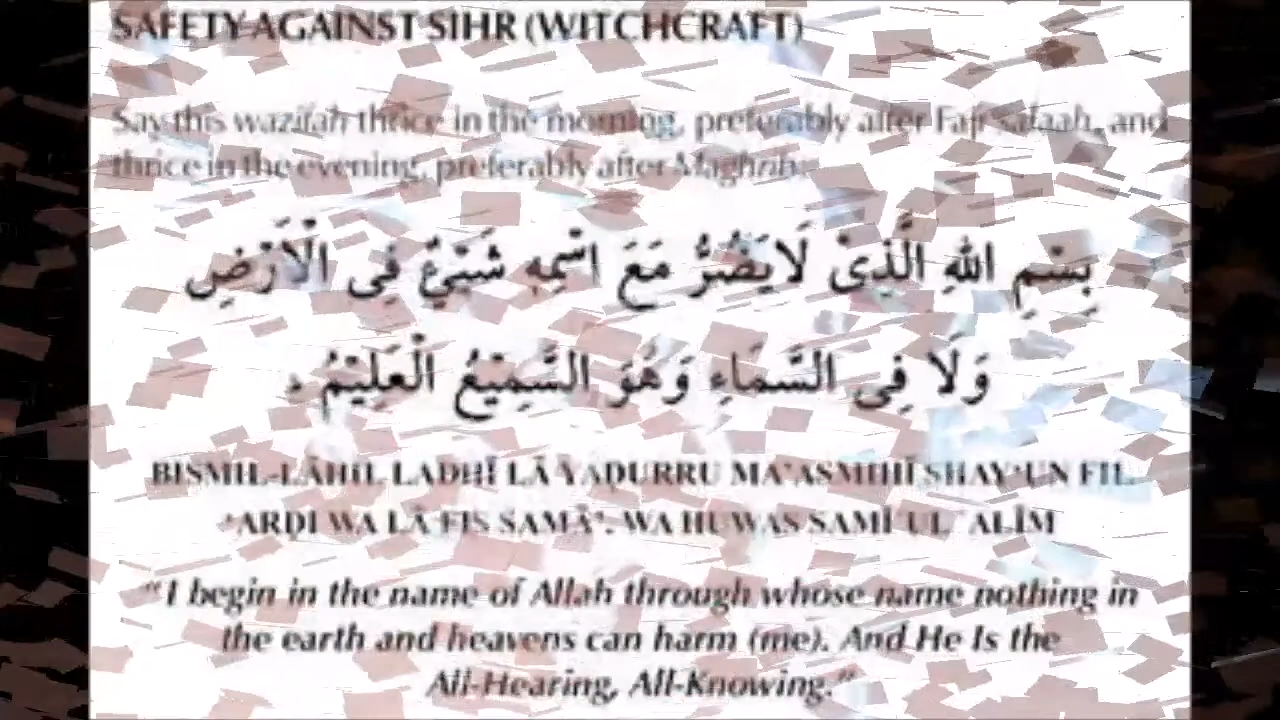 SAFETY AGAINST SIHR (WITCHCRAFT)
Say this wazifah thrice in the morning, preferably after Fajr salaah, and
thrice in the evening, preferably after Maghrib.
بِسْمِ اللهِ الَّذِىْ لَايَضُرُّ مَعَ اسْمِهٖ شَىْءٌ فِى الْاَرْضِ
وَلَا فِى السَّمَاءِ وَهُوَ السَّمِيْعُ الْعَلِيْمُ
BISMIL-LĀHIL LADHĪ LĀ YAḌURRU MA'ASMIHĪ SHAY'UN FIL
'ARḌI WA LĀ FIS SAMĀ'. WA HUWAS SAMĪ'UL 'ALĪM
"I begin in the name of Allah through whose name nothing in
the earth and heavens can harm (me). And He Is the
All-Hearing, All-Knowing."